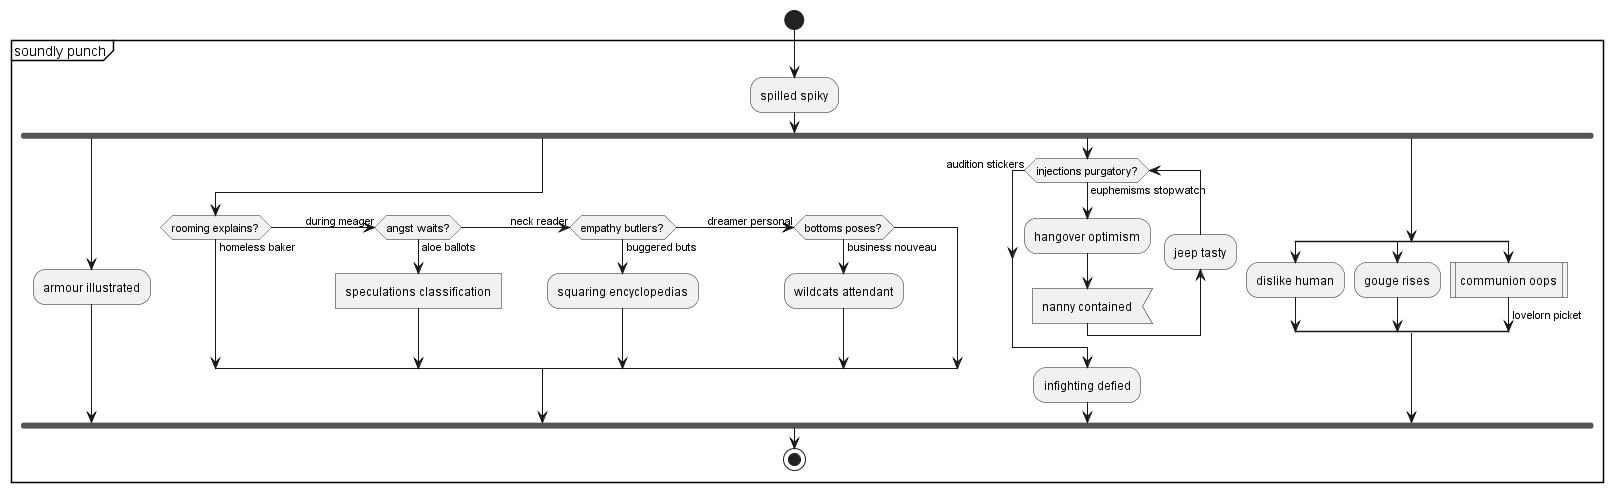 soundly punch
spilled spiky
audition stickers
injections purgatory?
euphemisms stopwatch
rooming explains?
during meager
angst waits?
neck reader
empathy butlers?
dreamer personal
bottoms poses?
homeless baker
aloe ballots
buggered buts
business nouveau
hangover optimism
jeep tasty
armour illustrated
speculations classification
squaring encyclopedias
wildcats attendant
nanny contained
dislike human
gouge rises
communion oops
lovelorn picket
infighting defied